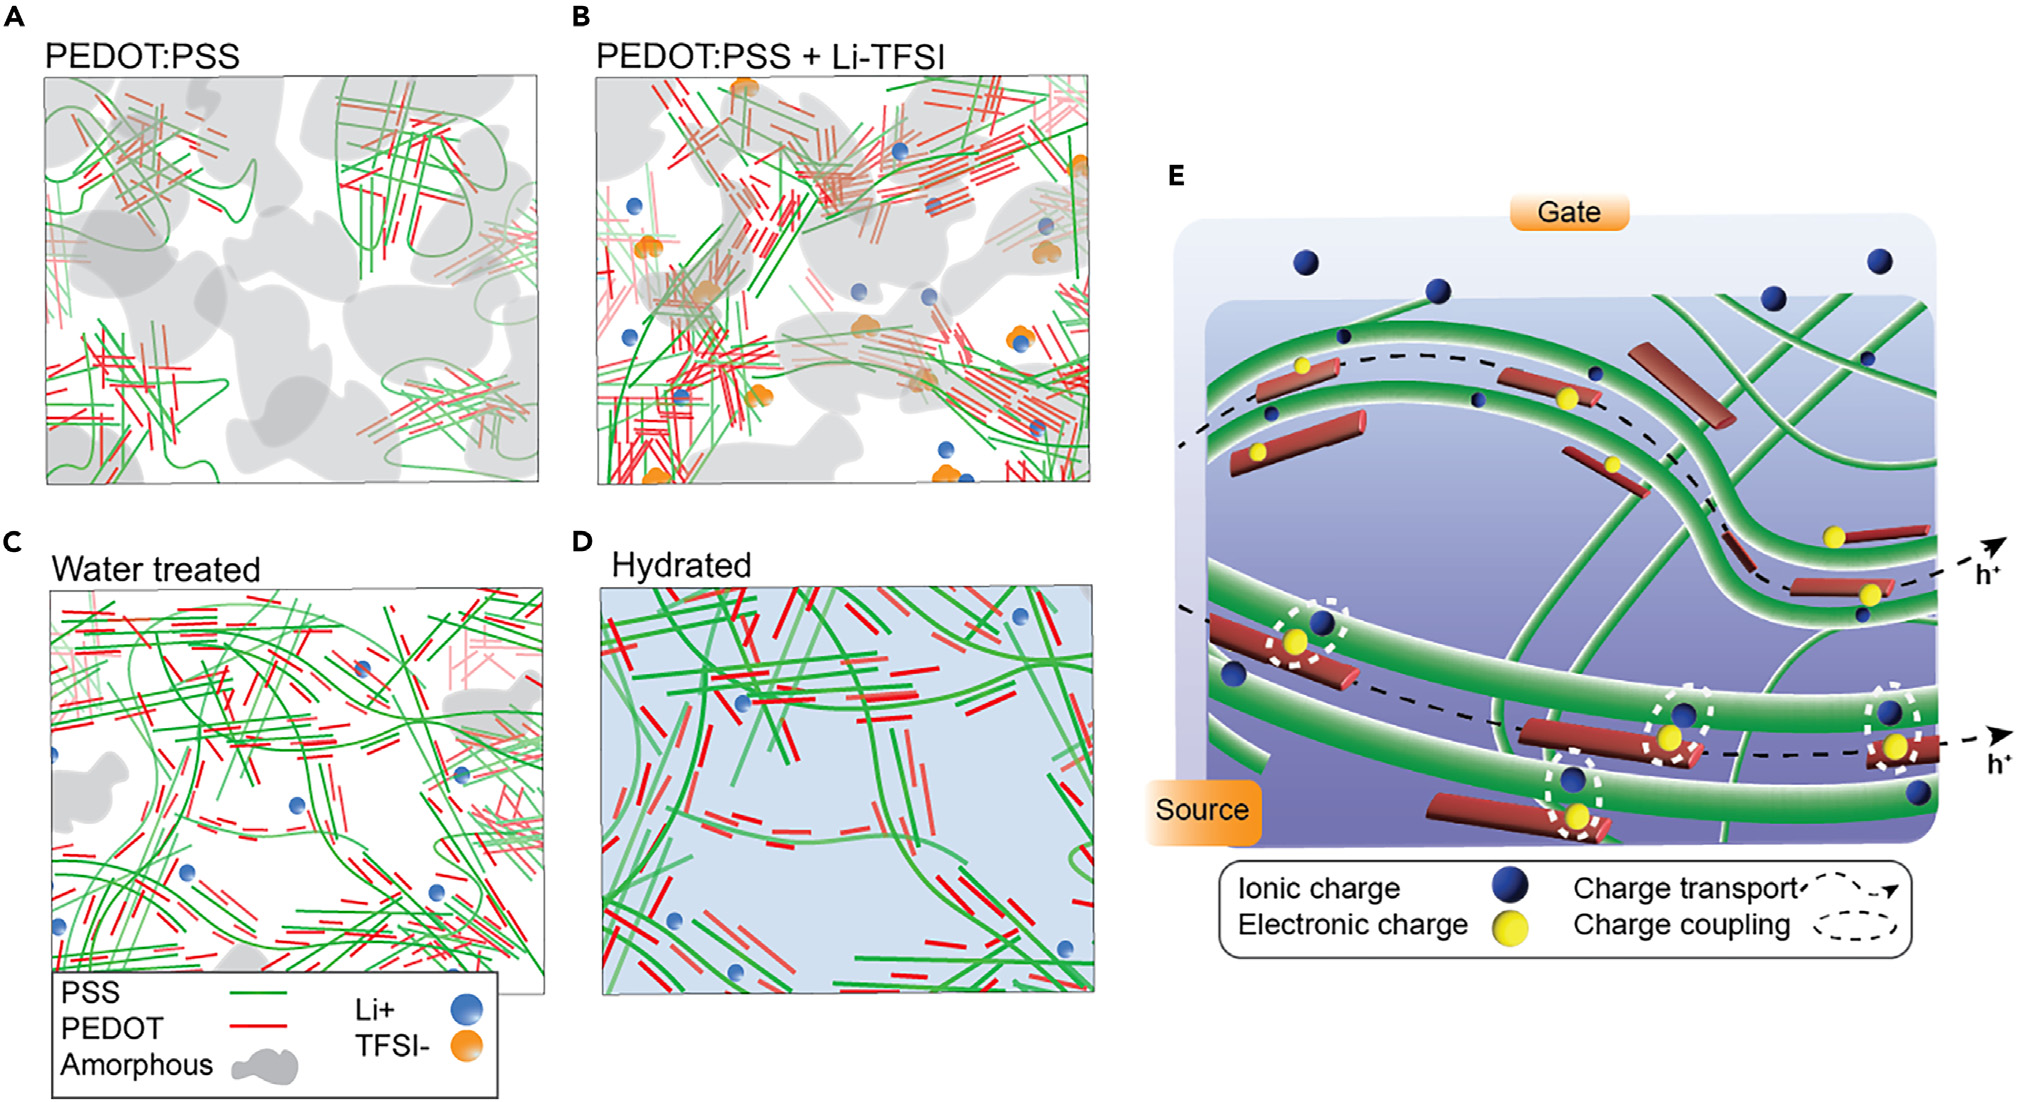 A
PEDOT:PSS
B
PEDOT:PSS + Li-TFSI
C
Water treated
D
Hydrated
PSS
PEDOT
Amorphous
Li+
TFSI-
E
Gate
h+
h+
Source
Ionic charge
Charge transport
Electronic charge
Charge coupling